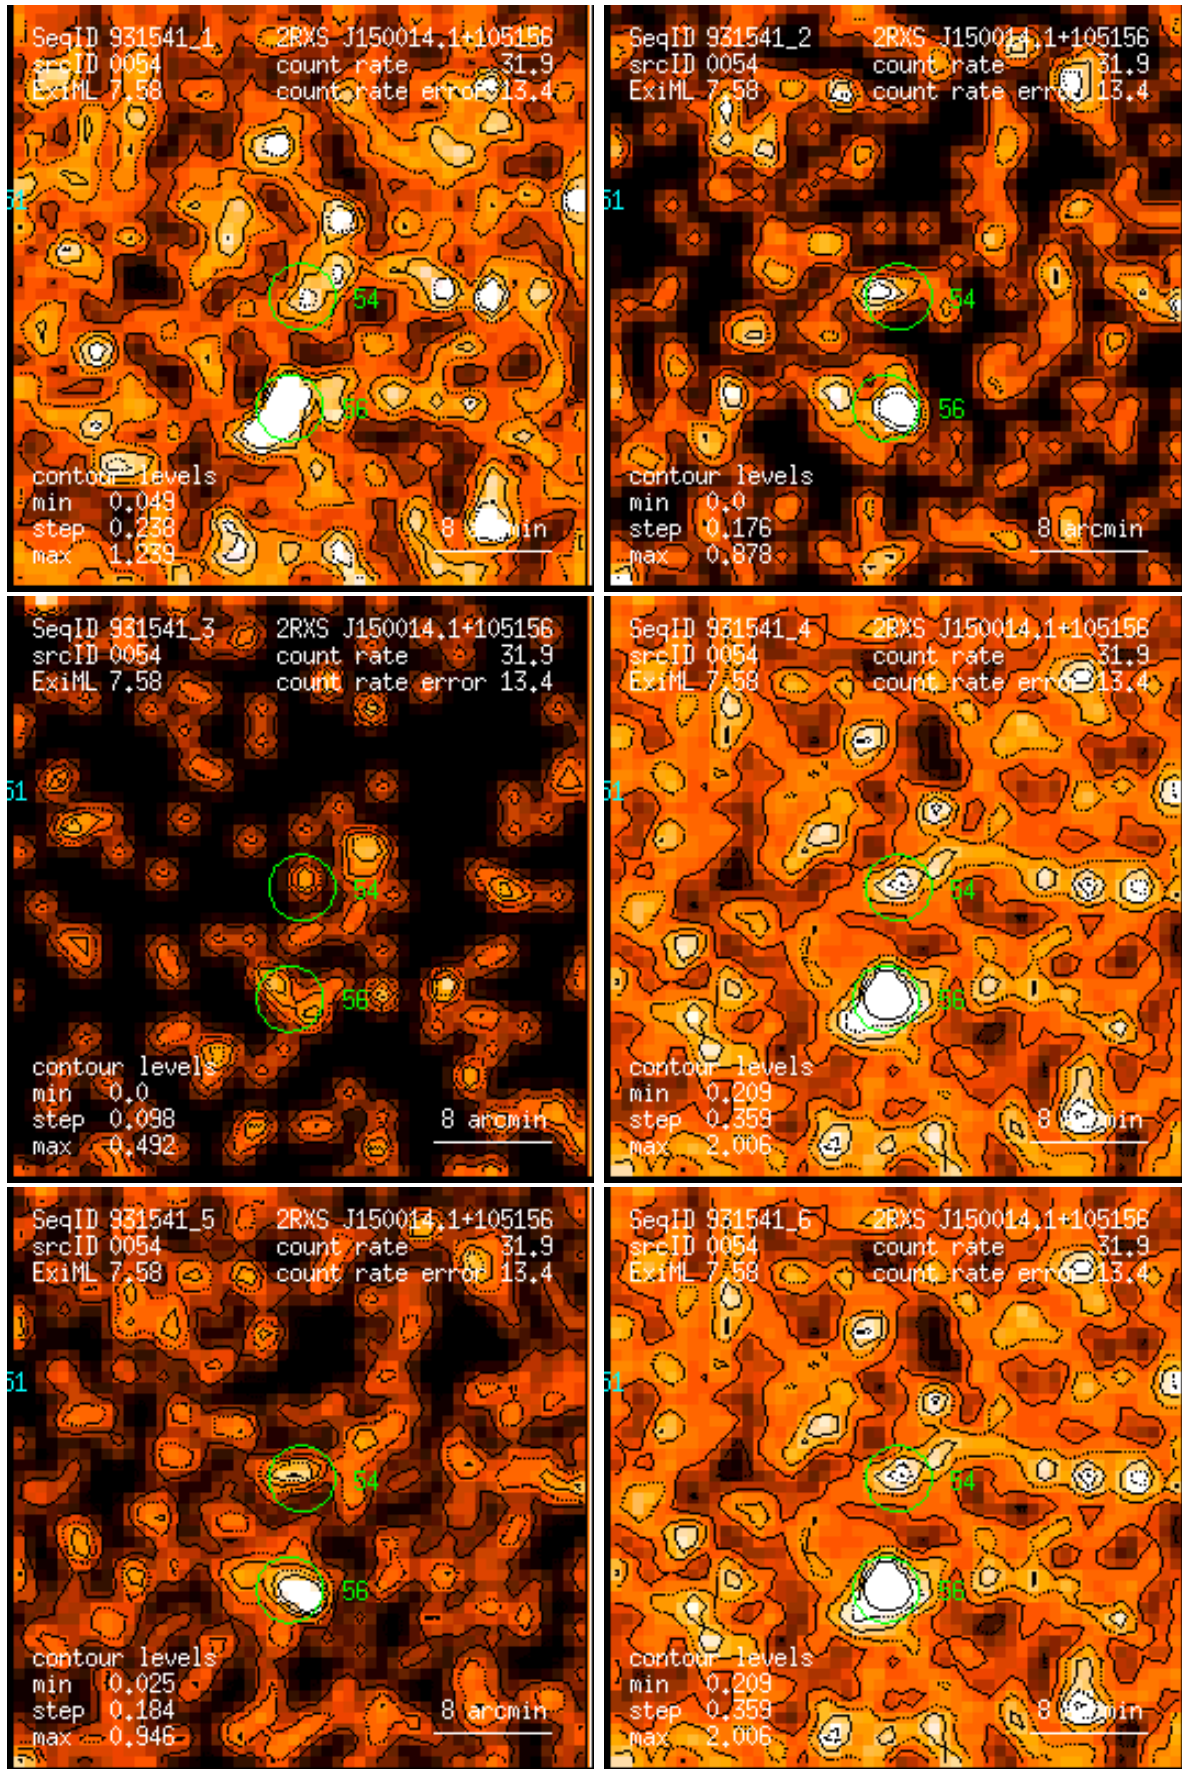 SeqID 931541_1 2RXS J150014.1+105156
srcID 0054 count rate 31.9
ExiML 7.58 count rate error 13.4
51
54
56
contour levels
min 0.049
step 0.238
max 1.239
8 arcmin
SeqID 931541_2 2RXS J150014.1+105156
srcID 0054 count rate 31.9
ExiML 7.58 count rate error 13.4
51
54
56
contour levels
min 0.0
step 0.176
max 0.878
8 arcmin
SeqID 931541_3 2RXS J150014.1+105156
srcID 0054 count rate 31.9
ExiML 7.58 count rate error 13.4
51
54
56
contour levels
min 0.0
step 0.098
max 0.492
8 arcmin
SeqID 931541_4 2RXS J150014.1+105156
srcID 0054 count rate 31.9
ExiML 7.58 count rate error 13.4
51
54
56
contour levels
min 0.209
step 0.359
max 2.006
8 arcmin
SeqID 931541_5 2RXS J150014.1+105156
srcID 0054 count rate 31.9
ExiML 7.58 count rate error 13.4
51
54
56
contour levels
min 0.025
step 0.184
max 0.946
8 arcmin
SeqID 931541_6 2RXS J150014.1+105156
srcID 0054 count rate 31.9
ExiML 7.58 count rate error 13.4
51
54
56
contour levels
min 0.209
step 0.359
max 2.006
8 arcmin